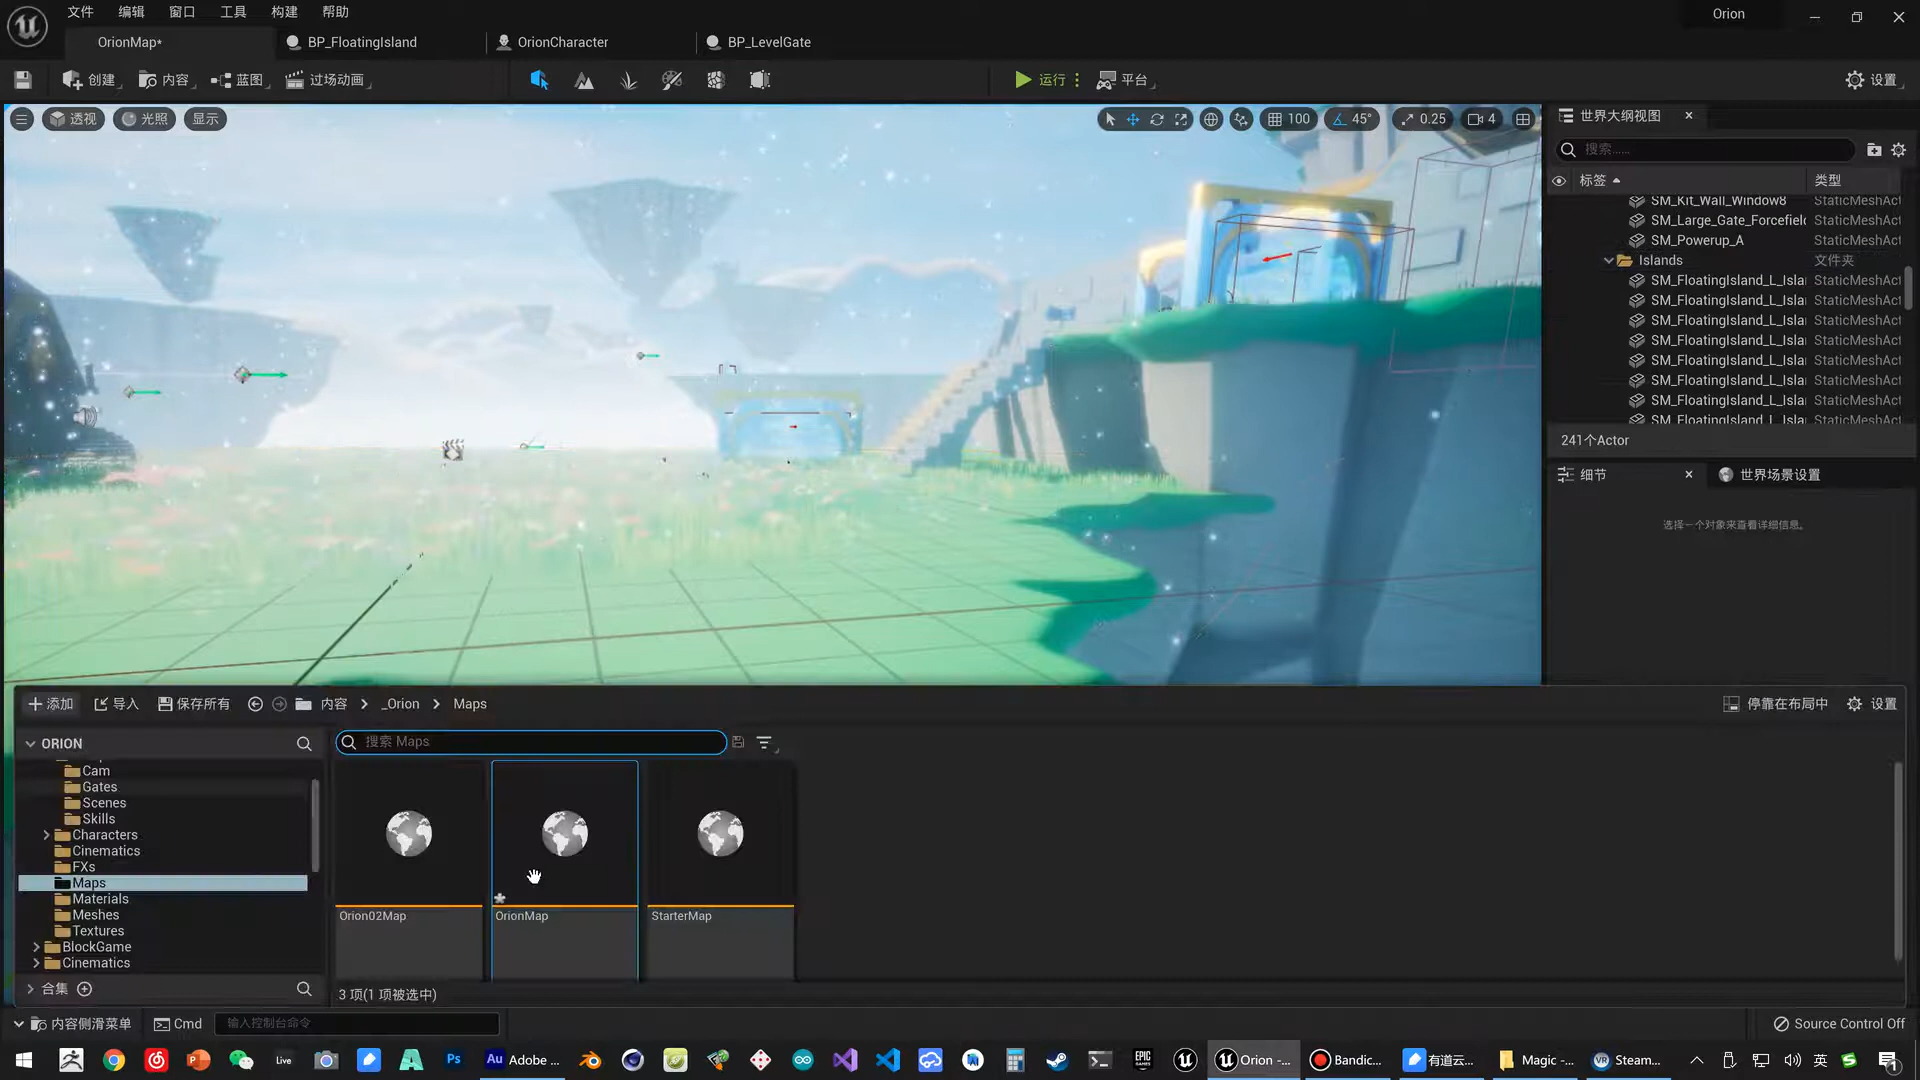 文件 编辑 窗口 工具 构建 帮助
Orion
OrionMap*
BP_FloatingIsland
OrionCharacter
BP_LevelGate
创建 内容 蓝图 过场动画
运行 平台 设置
透视 光照 显示
100 45° 0.25 4
世界大纲视图
搜索......
标签 类型
SM_Kit_Wall_Window8 StaticMeshAct
SM_Large_Gate_Forcefiel StaticMeshAct
SM_Powerup_A StaticMeshAct
Islands 文件夹
SM_FloatingIsland_L_Isla StaticMeshAct
SM_FloatingIsland_L_Isla StaticMeshAct
SM_FloatingIsland_L_Isla StaticMeshAct
SM_FloatingIsland_L_Isla StaticMeshAct
SM_FloatingIsland_L_Isla StaticMeshAct
SM_FloatingIsland_L_Isla StaticMeshAct
SM_FloatingIsland_L_Isla StaticMeshAct
SM_FloatingIsland_L_Isla StaticMeshAct
241个Actor
细节 世界场景设置
选择一个对象来查看详细信息。
添加 导入 保存所有 内容 _Orion Maps
停靠在布局中 设置
ORION
搜索 Maps
Cam
Gates
Scenes
Skills
Characters
Cinematics
FXs
Maps
Materials
Meshes
Textures
BlockGame
Cinematics
合集
Orion02Map
OrionMap
StarterMap
3 项(1 项被选中)
内容侧滑菜单 Cmd 输入控制台命令
Source Control Off
Live Ps Au Adobe ... EPIC GAMES Orion -... Bandic... 有道云... Magic -... VR Steam... 英 1